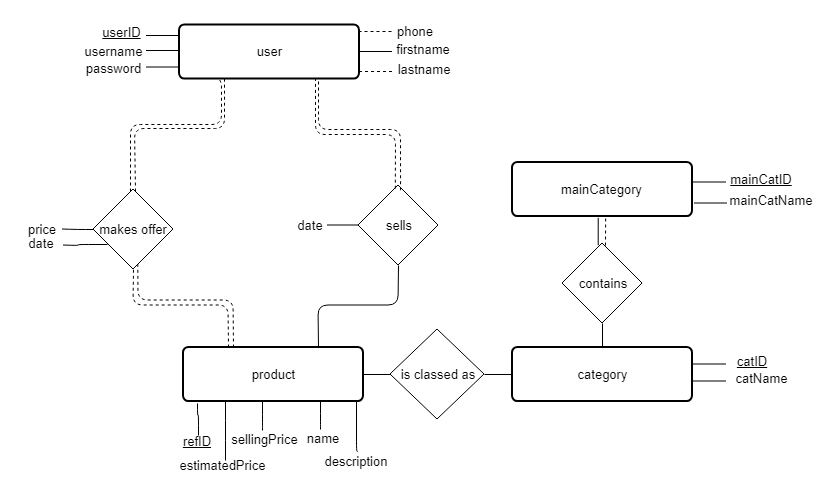 userID
username
password
user
phone
firstname
lastname
mainCategory
mainCatID
mainCatName
price
date
makes offer
date
sells
contains
product
is classed as
category
catID
catName
refID
sellingPrice
name
estimatedPrice
description